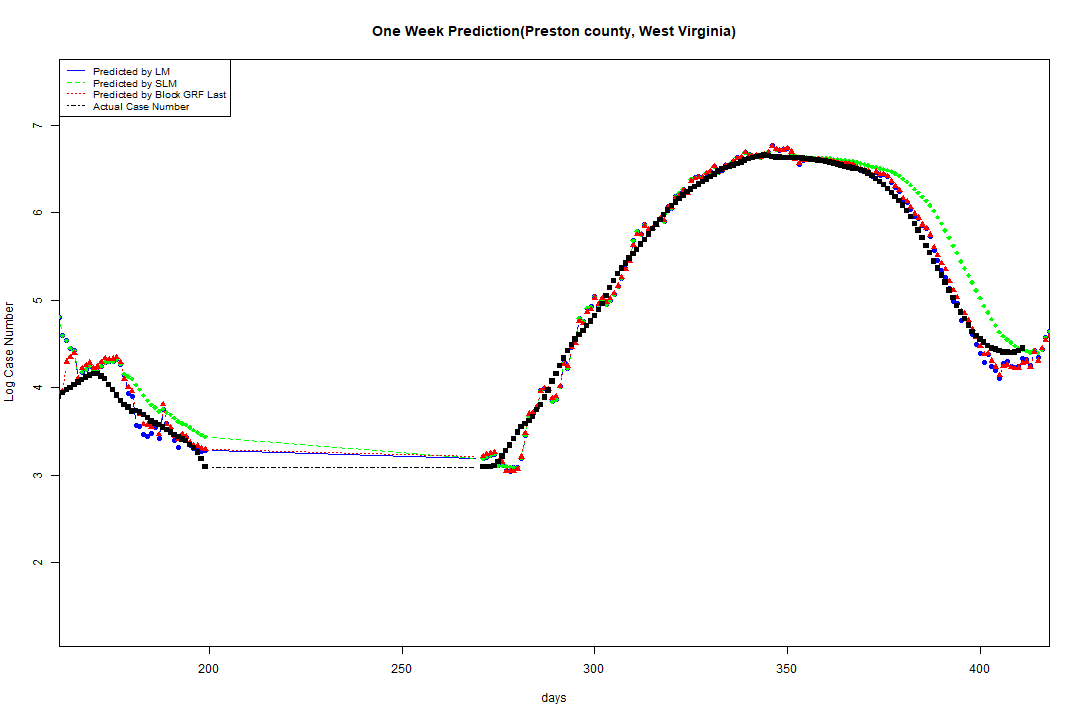 One Week Prediction(Preston county, West Virginia)
Predicted by LM
Predicted by SLM
Predicted by Block GRF Last
Actual Case Number
7
6
5
4
3
2
Log Case Number
200 250 300 350 400
days